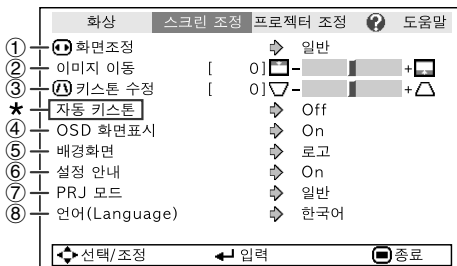 화상 스크린 조정 프로젝터 조정 ? 도움말
① 화면조정 일반
② 이미지 이동 [ 0] - +
③ 키스톤 수정 [ 0] - +
* 자동 키스톤 Off
④ OSD 화면표시 On
⑤ 배경화면 로고
⑥ 설정 안내 On
⑦ PRJ 모드 일반
⑧ 언어(Language) 한국어
선택/조정 입력 종료